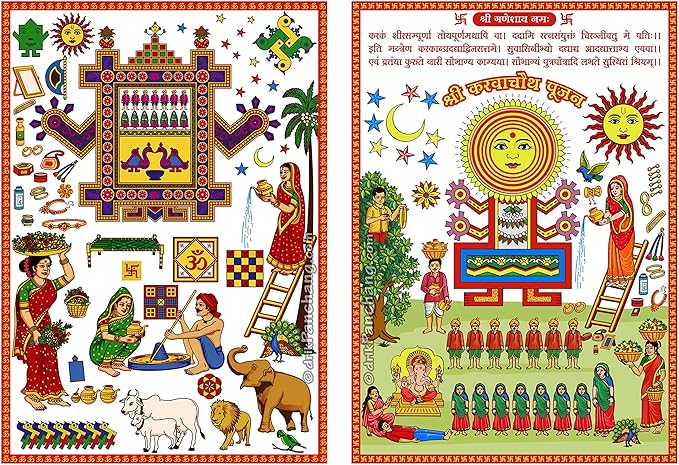 श्री गणेशाय नमः
करकं क्षीरसम्पूर्णा तोयपूर्णमथापि वा। ददामि रत्नसंयुक्तं चिरञ्जीवतु मे पतिः।।
इति मन्त्रेण करकान्प्रदद्याद्विजसत्तमे। सुवासिनीभ्यो दद्याच्च आदद्यात्ताभ्य एववा।।
एवं व्रतंया कुरूते नारी सौभाग्य काम्यया। सौभाग्यं पुत्रपौत्रादि लभते सुस्थिरां श्रियम्।।
श्री करवाचौथ पूजन
ॐ
© drikPanchang.com
© drikPanchang.com